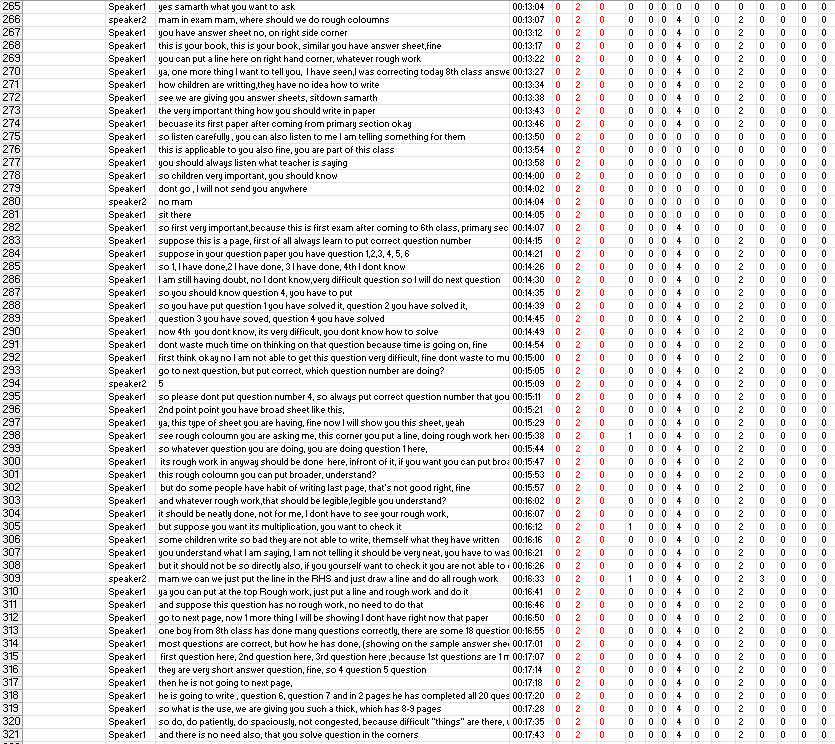 265 Speaker1 yes samarth what you want to ask 00:13:04 0 2 0 0 0 0 0 0 0 0 0 0 0 0
266 speaker2 mam in exam mam, where should we do rough coloumns 00:13:07 0 2 0 0 0 0 4 0 0 2 0 0 0 0
267 Speaker1 you have answer sheet no, on right side corner 00:13:12 0 2 0 0 0 0 4 0 0 2 0 0 0 0
268 Speaker1 this is your book, this is your book, similar you have answer sheet,fine 00:13:17 0 2 0 0 0 0 4 0 0 2 0 0 0 0
269 Speaker1 you can put a line here on right hand corner, whatever rough work 00:13:22 0 2 0 0 0 0 4 0 0 2 0 0 0 0
270 Speaker1 ya, one more thing I want to tell you, I have seen,I was correcting today 8th class answe 00:13:27 0 2 0 0 0 0 4 0 0 2 0 0 0 0
271 Speaker1 how children are writting,they have no idea how to write 00:13:34 0 2 0 0 0 0 4 0 0 2 0 0 0 0
272 Speaker1 see we are giving you answer sheets, sitdown samarth 00:13:38 0 2 0 0 0 0 4 0 0 2 0 0 0 0
273 Speaker1 the very important thing how you should write in paper 00:13:43 0 2 0 0 0 0 4 0 0 2 0 0 0 0
274 Speaker1 becuase its first paper after coming from primary section okay 00:13:46 0 2 0 0 0 0 4 0 0 2 0 0 0 0
275 Speaker1 so listen carefully , you can also listen to me I am telling something for them 00:13:50 0 2 0 0 0 0 0 0 0 0 0 0 0 0
276 Speaker1 this is applicable to you also fine, you are part of this class 00:13:54 0 2 0 0 0 0 0 0 0 0 0 0 0 0
277 Speaker1 you should always listen what teacher is saying 00:13:58 0 2 0 0 0 0 0 0 0 0 0 0 0 0
278 Speaker1 so children very important, you should know 00:14:00 0 2 0 0 0 0 4 0 0 0 0 0 0 0
279 Speaker1 dont go , I will not send you anywhere 00:14:02 0 2 0 0 0 0 0 0 0 0 0 0 0 0
280 speaker2 no mam 00:14:04 0 2 0 0 0 0 0 0 0 0 0 0 0 0
281 Speaker1 sit there 00:14:05 0 2 0 0 0 0 0 0 0 0 0 0 0 0
282 Speaker1 so first very important,because this is first exam after coming to 6th class, primary sec 00:14:07 0 2 0 0 0 0 4 0 0 0 0 0 0 0
283 Speaker1 suppose this is a page, first of all always learn to put correct question number 00:14:15 0 2 0 0 0 0 4 0 0 2 0 0 0 0
284 Speaker1 suppose in your question paper you have question 1,2,3, 4, 5, 6 00:14:21 0 2 0 0 0 0 4 0 0 2 0 0 0 0
285 Speaker1 so 1, I have done,2 I have done, 3 I have done, 4th I dont know 00:14:26 0 2 0 0 0 0 4 0 0 2 0 0 0 0
286 Speaker1 I am still having doubt, no I dont know,very difficult question so I will do next question 00:14:30 0 2 0 0 0 0 4 0 0 2 0 0 0 0
287 Speaker1 so you should know question 4, you have to put 00:14:35 0 2 0 0 0 0 4 0 0 2 0 0 0 0
288 Speaker1 so you have put question 1 you have solved it, question 2 you have solved it, 00:14:39 0 2 0 0 0 0 4 0 0 2 0 0 0 0
289 Speaker1 question 3 you have soved, question 4 you have solved 00:14:45 0 2 0 0 0 0 4 0 0 2 0 0 0 0
290 Speaker1 now 4th you dont know, its very difficult, you dont know how to solve 00:14:49 0 2 0 0 0 0 4 0 0 2 0 0 0 0
291 Speaker1 dont waste much time on thinking on that question because time is going on, fine 00:14:54 0 2 0 0 0 0 4 0 0 2 0 0 0 0
292 Speaker1 first think okay no I am not able to get this question very difficult, fine dont waste to mu 00:15:00 0 2 0 0 0 0 4 0 0 2 0 0 0 0
293 Speaker1 go to next question, but put correct, which question number are doing? 00:15:05 0 2 0 0 0 0 4 0 0 2 0 0 0 0
294 speaker2 5 00:15:09 0 2 0 0 0 0 4 0 0 2 0 0 0 0
295 Speaker1 so please dont put question number 4, so always put correct question number that you 00:15:11 0 2 0 0 0 0 4 0 0 2 0 0 0 0
296 Speaker1 2nd point point you have broad sheet like this, 00:15:21 0 2 0 0 0 0 4 0 0 2 0 0 0 0
297 Speaker1 ya, this type of sheet you are having, fine now I will show you this sheet, yeah 00:15:29 0 2 0 0 0 0 4 0 0 2 0 0 0 0
298 Speaker1 see rough coloumn you are asking me, this corner you put a line, doing rough work her 00:15:38 0 2 0 1 0 0 4 0 0 2 0 0 0 0
299 Speaker1 so whatever question you are doing, you are doing question 1 here, 00:15:44 0 2 0 0 0 0 4 0 0 2 0 0 0 0
300 Speaker1 its rough work in anyway should be done here, infront of it, if you want you can put bro 00:15:47 0 2 0 0 0 0 4 0 0 2 0 0 0 0
301 Speaker1 this rough coloumn you can put broader, understand? 00:15:53 0 2 0 0 0 0 4 0 0 2 0 0 0 0
302 Speaker1 but do some people have habit of writing last page, that's not good right, fine 00:15:57 0 2 0 0 0 0 4 0 0 2 0 0 0 0
303 Speaker1 and whatever rough work,that should be legible,legible you understand? 00:16:02 0 2 0 0 0 0 4 0 0 2 0 0 0 0
304 Speaker1 it should be neatly done, not for me, I dont have to see your rough work, 00:16:07 0 2 0 0 0 0 4 0 0 2 0 0 0 0
305 Speaker1 but suppose you want its multiplication, you want to check it 00:16:12 0 2 0 1 0 0 4 0 0 2 0 0 0 0
306 Speaker1 some children write so bad they are not able to write, themself what they have written 00:16:16 0 2 0 0 0 0 4 0 0 2 0 0 0 0
307 Speaker1 you understand what I am saying, I am not telling it should be very neat, you have to was 00:16:21 0 2 0 0 0 0 4 0 0 2 0 0 0 0
308 Speaker1 but it should not be so directly also, if you yourself want to check it you are not able to 00:16:26 0 2 0 0 0 0 4 0 0 2 0 0 0 0
309 speaker2 mam we can we just put the line in the RHS and just draw a line and do all rough work 00:16:33 0 2 0 1 0 0 4 0 0 2 3 0 0 0
310 Speaker1 ya you can put at the top Rough work, just put a line and rough work and do it 00:16:41 0 2 0 0 0 0 4 0 0 2 0 0 0 0
311 Speaker1 and suppose this question has no rough work, no need to do that 00:16:46 0 2 0 0 0 0 4 0 0 2 0 0 0 0
312 Speaker1 go to next page, now 1 more thing I will be showing I dont have right now that paper 00:16:50 0 2 0 0 0 0 4 0 0 2 0 0 0 0
313 Speaker1 one boy from 8th class has done many questions correctly, there are some 18 question 00:16:55 0 2 0 0 0 0 4 0 0 2 0 0 0 0
314 Speaker1 most questions are correct, but how he has done, (showing on the sample answer she 00:17:01 0 2 0 0 0 0 4 0 0 2 0 0 0 0
315 Speaker1 first question here, 2nd question here, 3rd question here ,because 1st questions are 1 m 00:17:07 0 2 0 0 0 0 4 0 0 2 0 0 0 0
316 Speaker1 they are very short answer question, fine, so 4 question 5 question 00:17:14 0 2 0 0 0 0 4 0 0 2 0 0 0 0
317 Speaker1 then he is not going to next page, 00:17:18 0 2 0 0 0 0 4 0 0 2 0 0 0 0
318 Speaker1 he is going to write , question 6, question 7 and in 2 pages he has completed all 20 ques 00:17:20 0 2 0 0 0 0 4 0 0 2 0 0 0 0
319 Speaker1 so what is the use, we are giving you such a thick, which has 8-9 pages 00:17:28 0 2 0 0 0 0 4 0 0 2 0 0 0 0
320 Speaker1 so do, do patiently, do spaciously, not congested, because difficult "things" are there, 00:17:35 0 2 0 0 0 0 4 0 0 2 0 0 0 0
321 Speaker1 and there is no need also, that you solve question in the corners 00:17:43 0 2 0 0 0 0 4 0 0 2 0 0 0 0